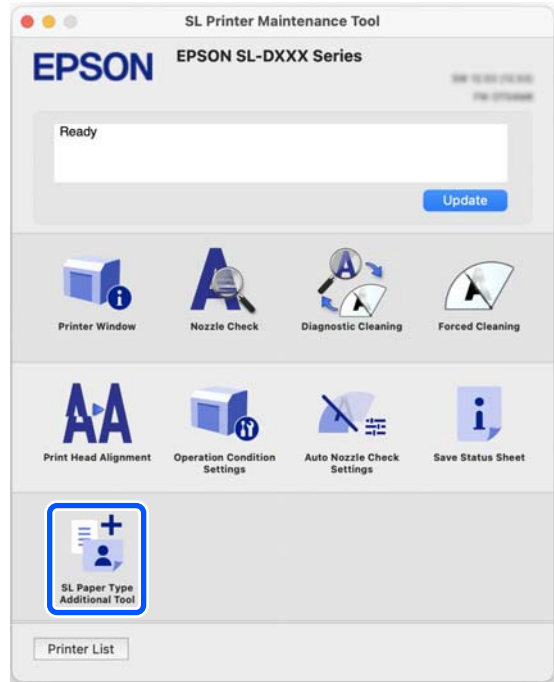 SL Printer Maintenance Tool
EPSON
EPSON SL-DXXX Series
Ready
Update
Printer Window
Nozzle Check
Diagnostic Cleaning
Forced Cleaning
Print Head Alignment
Operation Condition
Settings
Auto Nozzle Check
Settings
Save Status Sheet
SL Paper Type
Additional Tool
Printer List